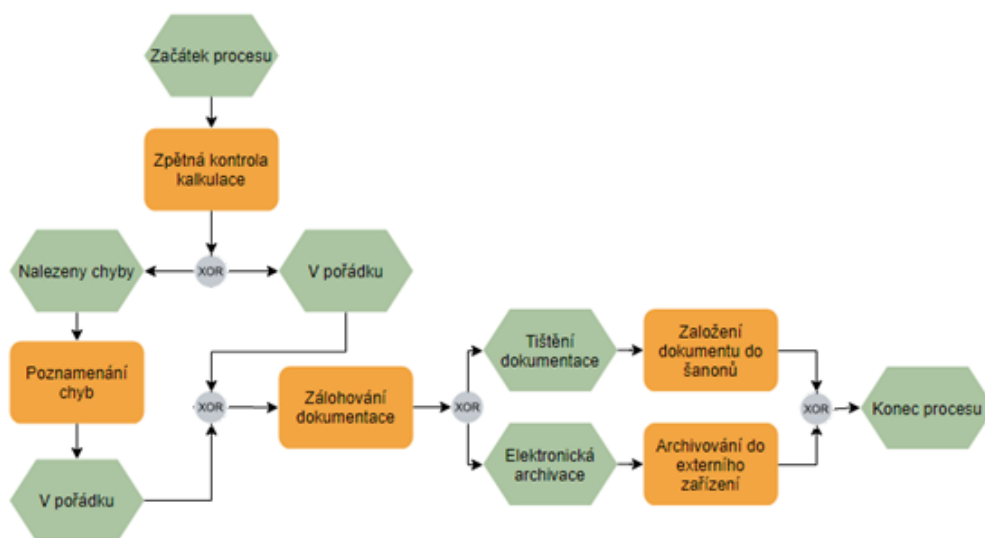 Začátek procesu
Zpětná kontrola
kalkulace
Nalezeny chyby
XOR
V pořádku
Poznamenání
chyb
XOR
Zálohování
dokumentace
XOR
Tištění
dokumentace
Založení
dokumentu do
šanonů
XOR
Konec procesu
V pořádku
Elektronická
archivace
Archivování do
externího
zařízení